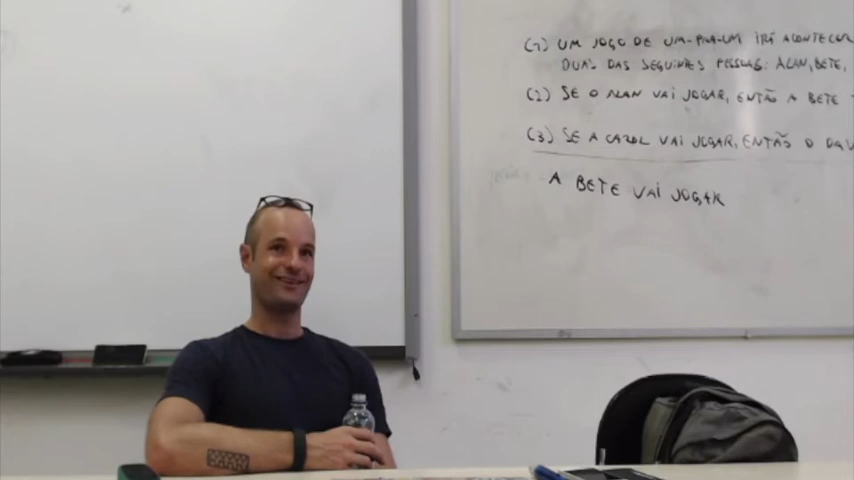 (1) UM JOGO DE UM-PRA-UM IRÁ ACONTECER
DUAS DAS SEGUINTES PESSOAS: ALAN, BETE,
(2) SE O ALAN VAI JOGAR, ENTÃO A BETE
(3) SE A CAROL VAI JOGAR, ENTÃO O
A BETE VAI JOGAR